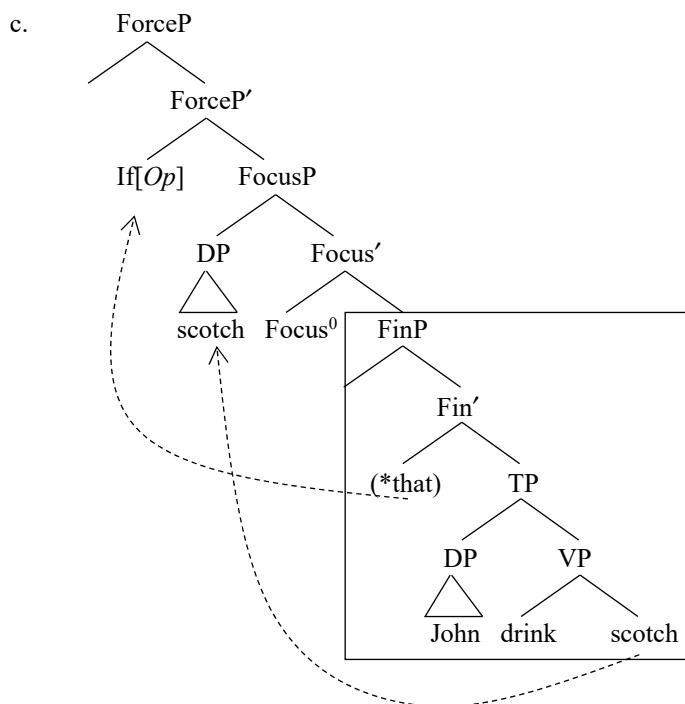 c. ForceP
ForceP′
If[Op] FocusP
DP Focus′
scotch Focus⁰ FinP
Fin′
(*that) TP
DP VP
John drink scotch